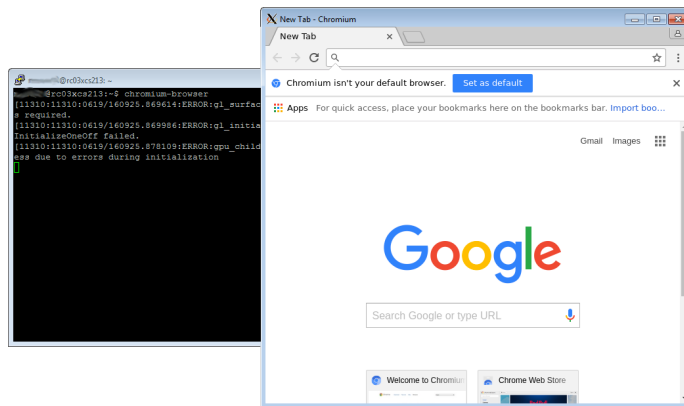 @rc03xcs213: ~
@rc03xcs213:~$ chromium-browser
[11310:11310:0619/160925.869614:ERROR:gl_surfac
s required.
[11310:11310:0619/160925.869986:ERROR:gl_initia
InitializeOneOff failed.
[11310:11310:0619/160925.878109:ERROR:gpu_child
ess due to errors during initialization
New Tab - Chromium
New Tab
Chromium isn't your default browser. Set as default
Apps For quick access, place your bookmarks here on the bookmarks bar. Import boo...
Gmail Images
Google
Search Google or type URL
Welcome to Chromiun Chrome Web Store